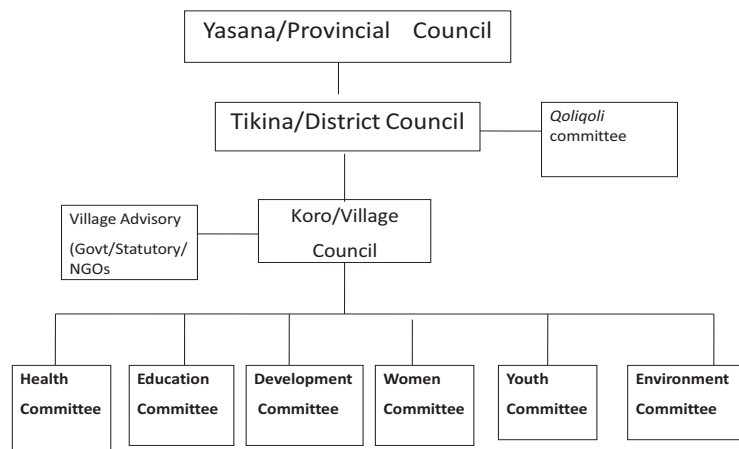 Yasana/Provincial Council
Tikina/District Council
Qoliqoli
committee
Village Advisory
(Govt/Statutory/
NGOs
Koro/Village
Council
Health
Committee
Education
Committee
Development
Committee
Women
Committee
Youth
Committee
Environment
Committee